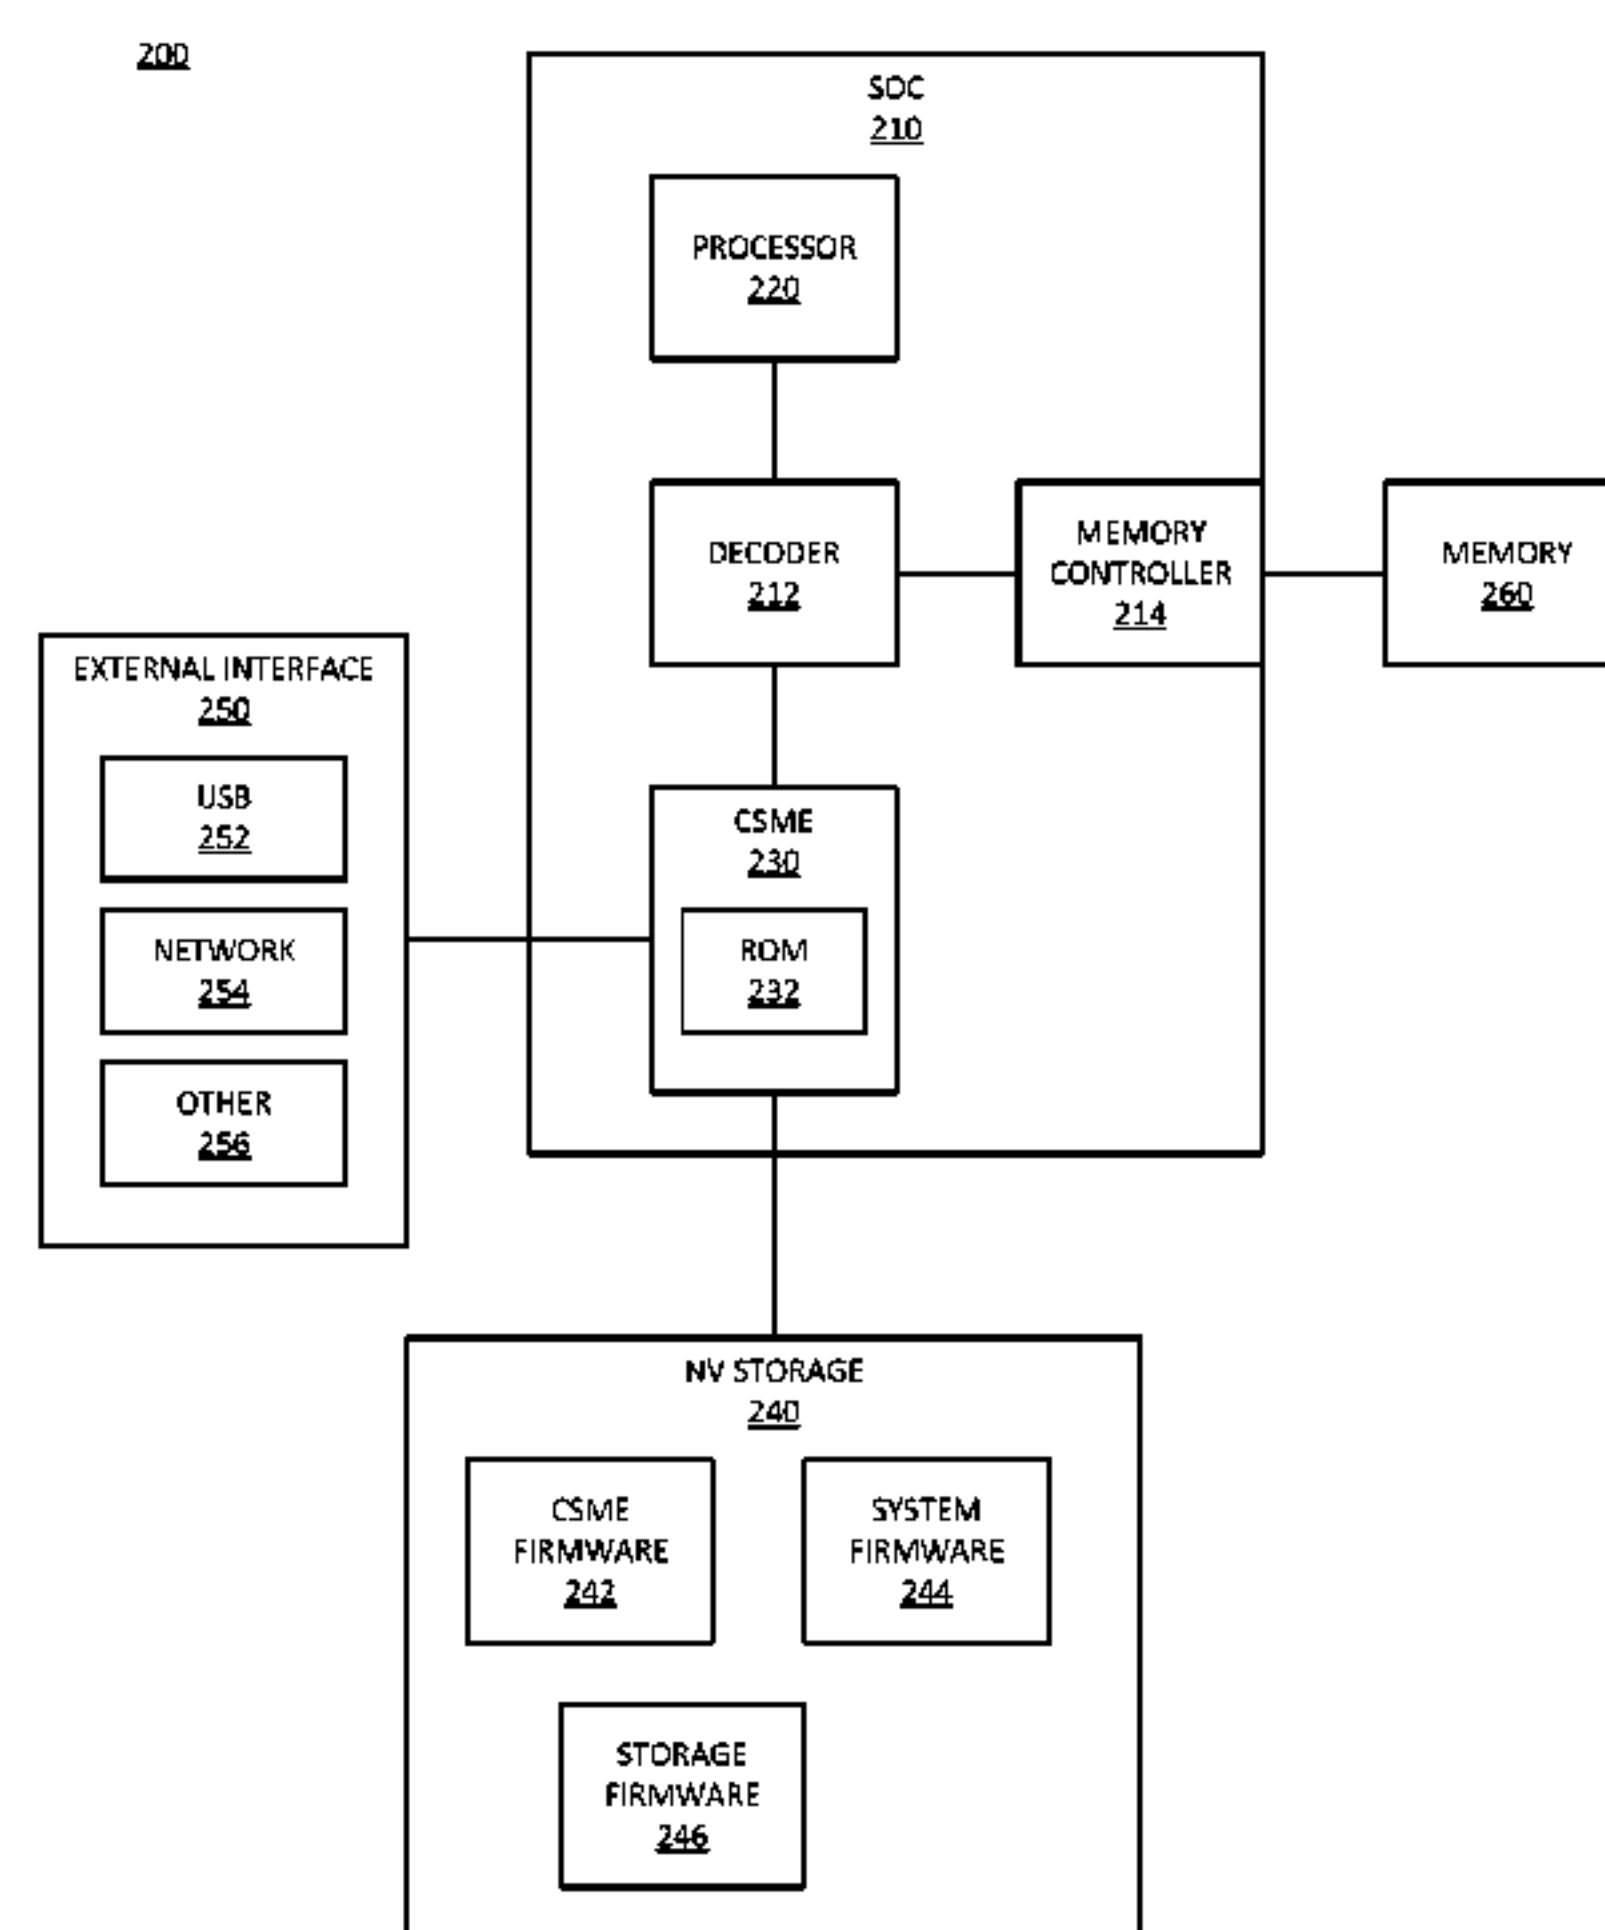 200
SOC
210
PROCESSOR
220
DECODER
212
MEMORY
CONTROLLER
214
MEMORY
260
EXTERNAL INTERFACE
250
USB
252
NETWORK
254
OTHER
256
CSME
230
ROM
232
NV STORAGE
240
CSME
FIRMWARE
242
SYSTEM
FIRMWARE
244
STORAGE
FIRMWARE
246